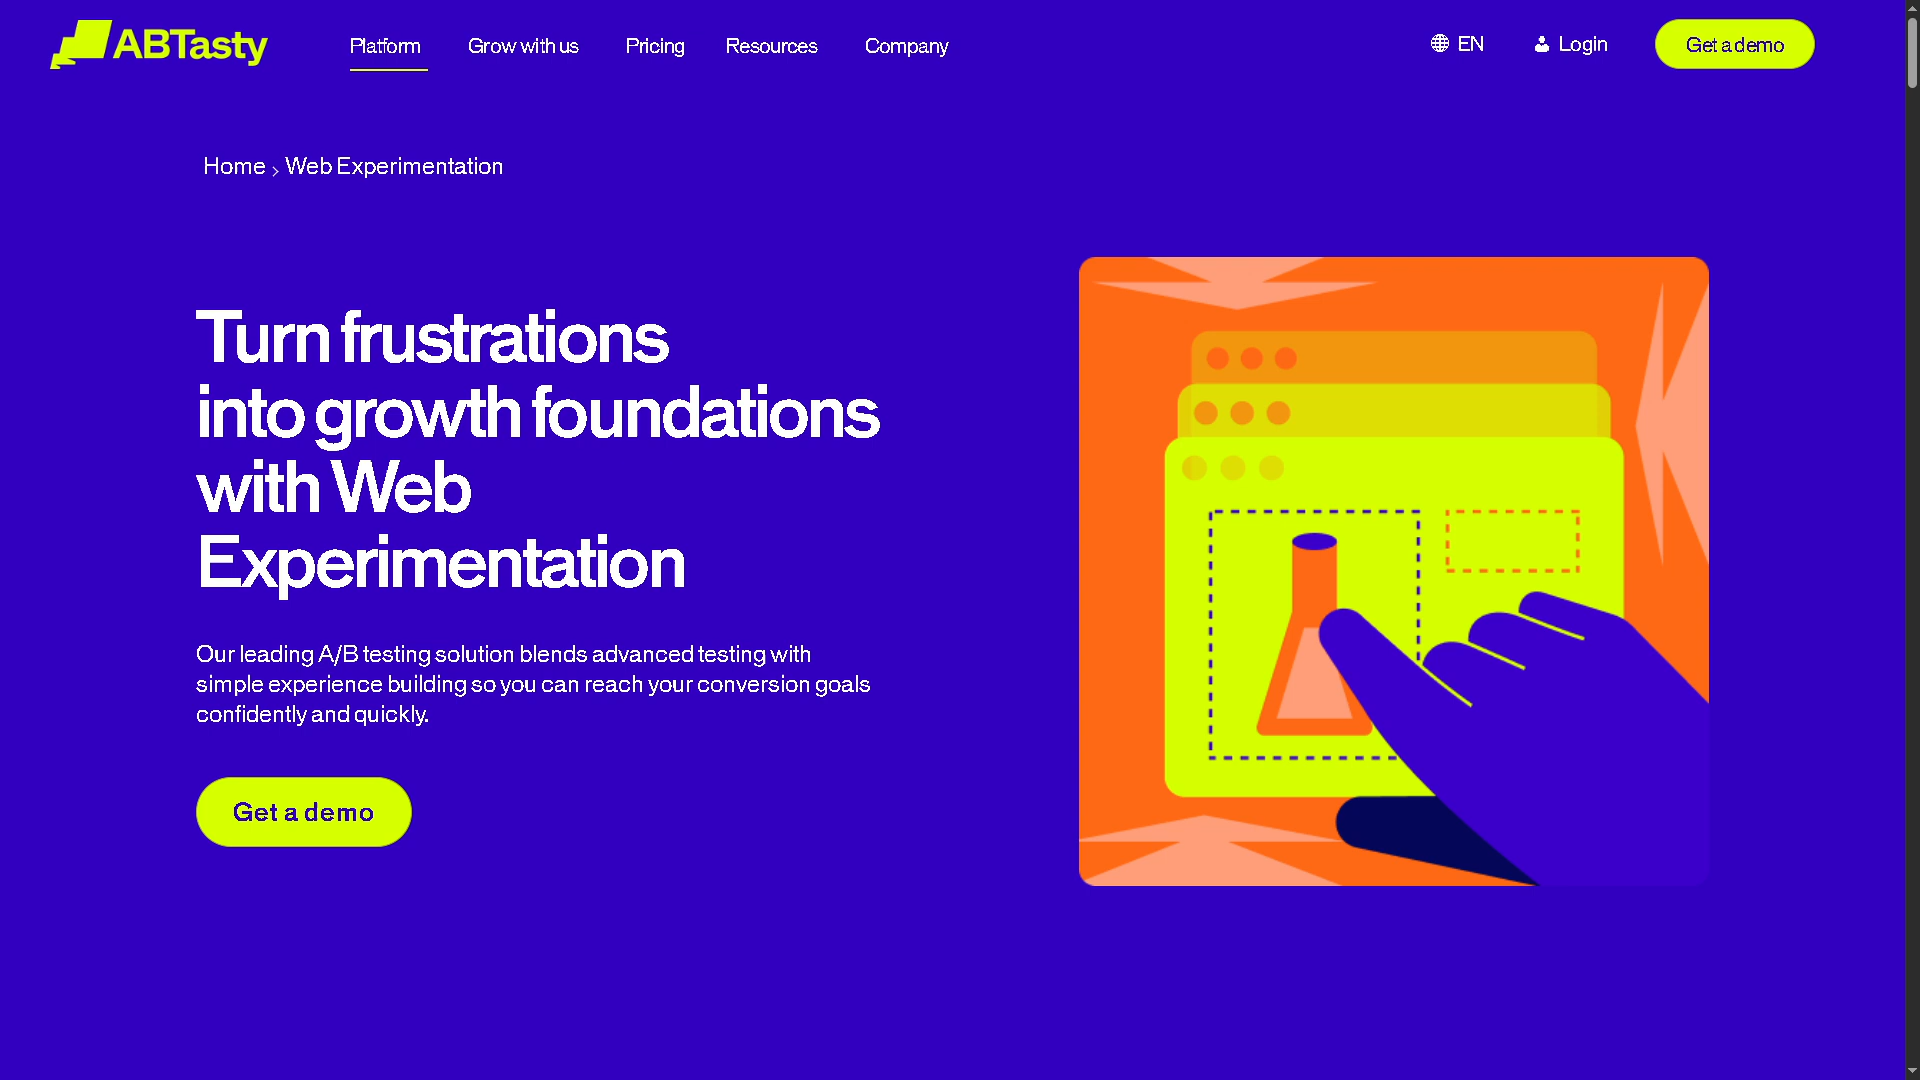 ABTasty
Platform
Grow with us
Pricing
Resources
Company
EN
Login
Get a demo
Home › Web Experimentation
Turn frustrations
into growth foundations
with Web
Experimentation
Our leading A/B testing solution blends advanced testing with
simple experience building so you can reach your conversion goals
confidently and quickly.
Get a demo